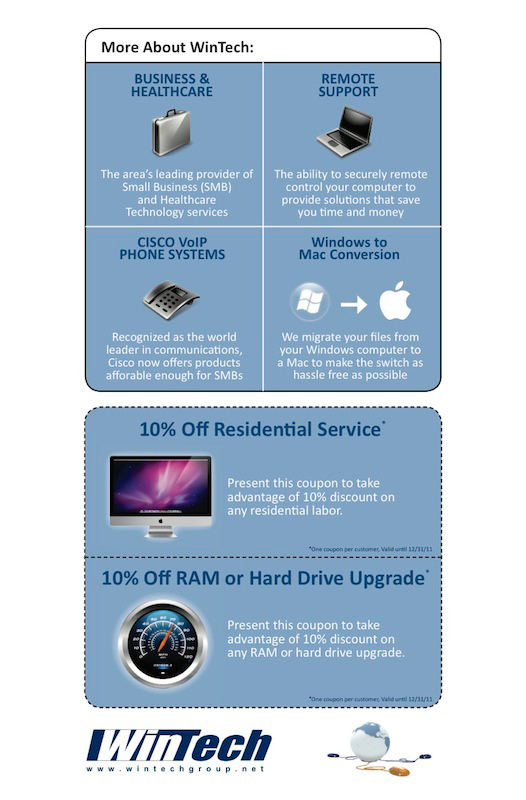 More About WinTech:
BUSINESS &
HEALTHCARE
The area's leading provider of
Small Business (SMB)
and Healthcare
Technology services
REMOTE
SUPPORT
The ability to securely remote
control your computer to
provide solutions that save
you time and money
CISCO VoIP
PHONE SYSTEMS
Recognized as the world
leader in communications,
Cisco now offers products
afforable enough for SMBs
Windows to
Mac Conversion
We migrate your files from
your Windows computer to
a Mac to make the switch as
hassle free as possible
10% Off Residential Service*
Present this coupon to take
advantage of 10% discount on
any residential labor.
*One coupon per customer, Valid until 12/31/11
10% Off RAM or Hard Drive Upgrade*
Present this coupon to take
advantage of 10% discount on
any RAM or hard drive upgrade.
*One coupon per customer, Valid until 12/31/11
WinTech
www.wintechgroup.net